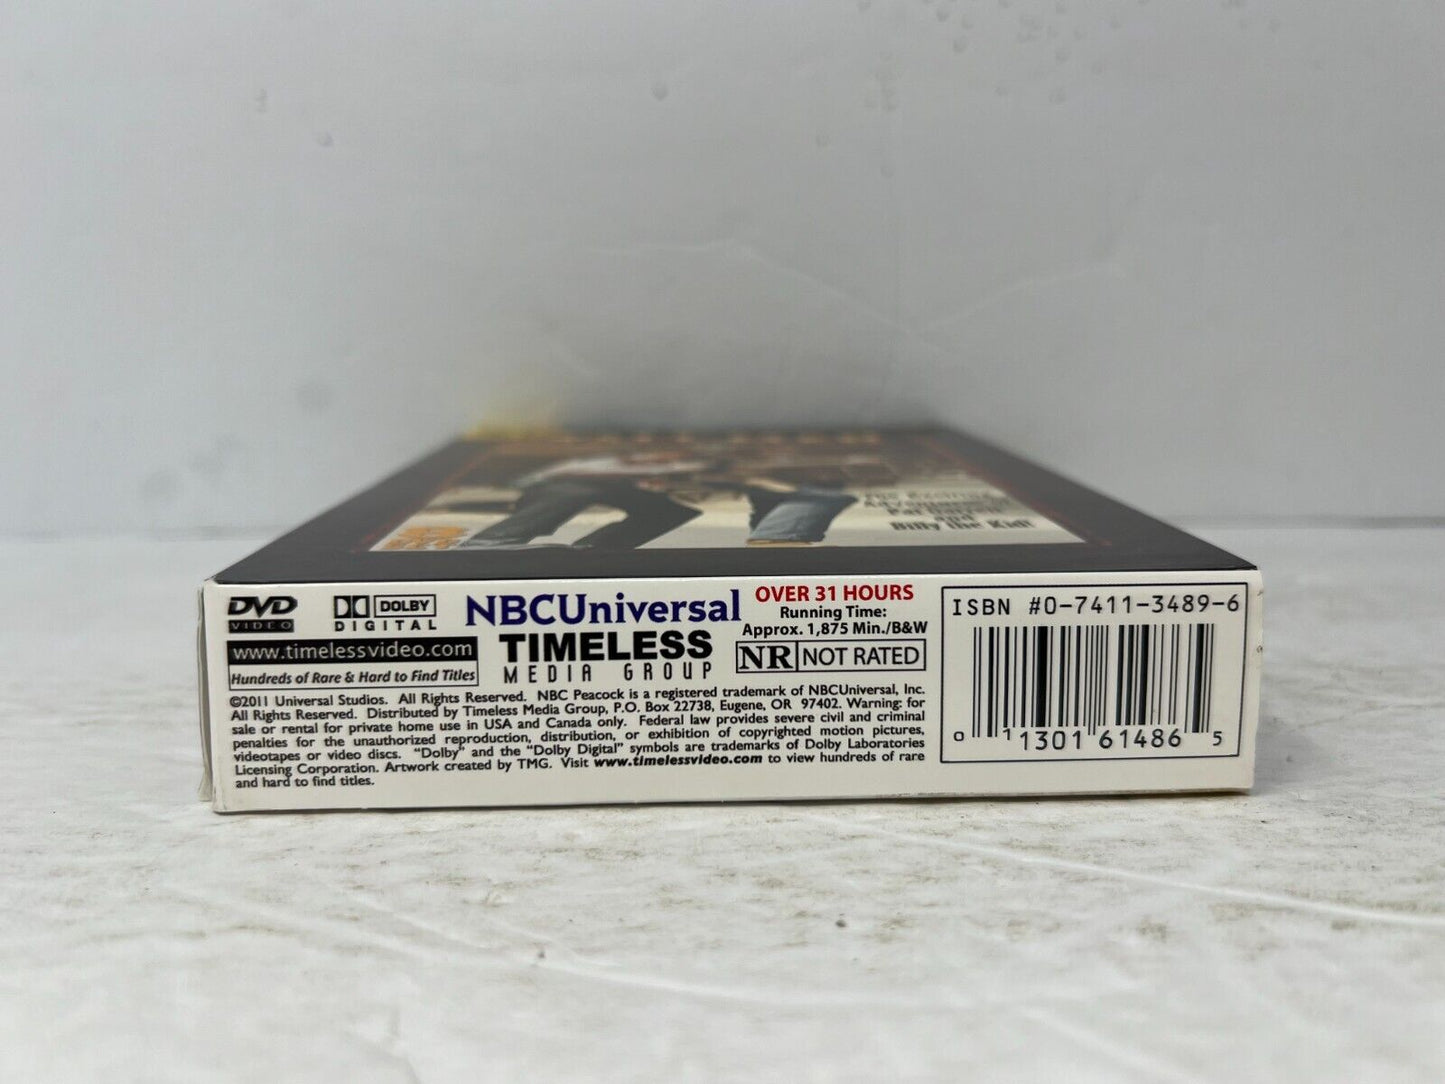 The Exciting
Adventures of
Pat Garrett
and
Billy the Kid!
DVD
VIDEO
DOLBY
DIGITAL
www.timelessvideo.com
Hundreds of Rare & Hard to Find Titles
NBCUniversal
TIMELESS
MEDIA GROUP
OVER 31 HOURS
Running Time:
Approx. 1,875 Min./B&W
NR NOT RATED
©2011 Universal Studios. All Rights Reserved. NBC Peacock is a registered trademark of NBCUniversal, Inc.
All Rights Reserved. Distributed by Timeless Media Group, P.O. Box 22738, Eugene, OR 97402. Warning: for
sale or rental for private home use in USA and Canada only. Federal law provides severe civil and criminal
penalties for the unauthorized reproduction, distribution, or exhibition of copyrighted motion pictures,
videotapes or video discs. “Dolby” and the “Dolby Digital” symbols are trademarks of Dolby Laboratories
Licensing Corporation. Artwork created by TMG. Visit www.timelessvideo.com to view hundreds of rare
and hard to find titles.
ISBN #0-7411-3489-6
0 11301 61486 5